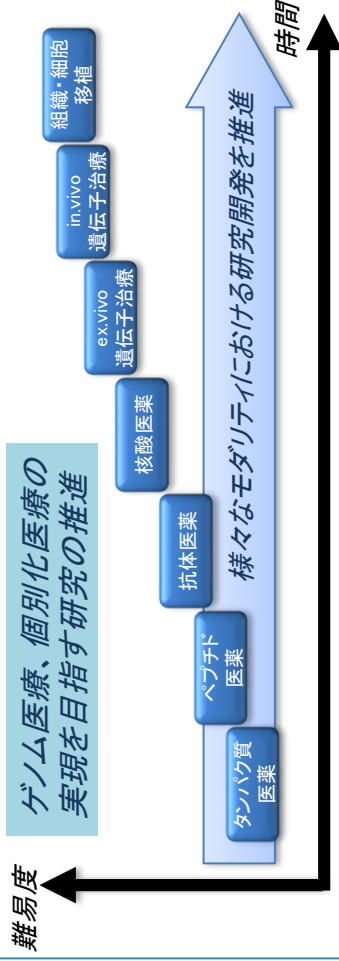 難易度
ゲノム医療、個別化医療の
実現を目指す研究の推進
タンパク質
医薬
ペプチド
医薬
抗体医薬
核酸医薬
ex.vivo
遺伝子治療
in.vivo
遺伝子治療
組織・細胞
移植
様々なモダリティにおける研究開発を推進
時間